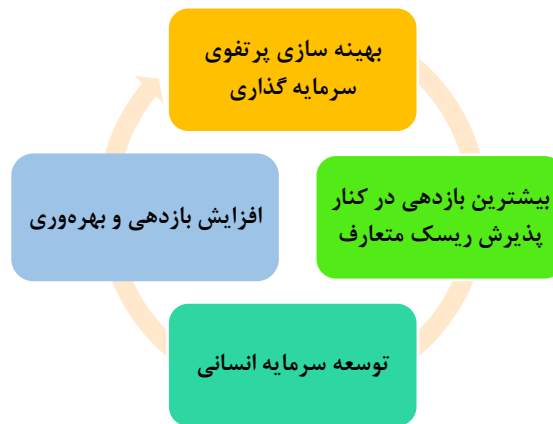 بهینه سازی پرتفوی
سرمایه گذاری
بیشترین بازدهی در کنار
پذیرش ریسک متعارف
توسعه سرمایه انسانی
افزایش بازدهی و بهره‌وری